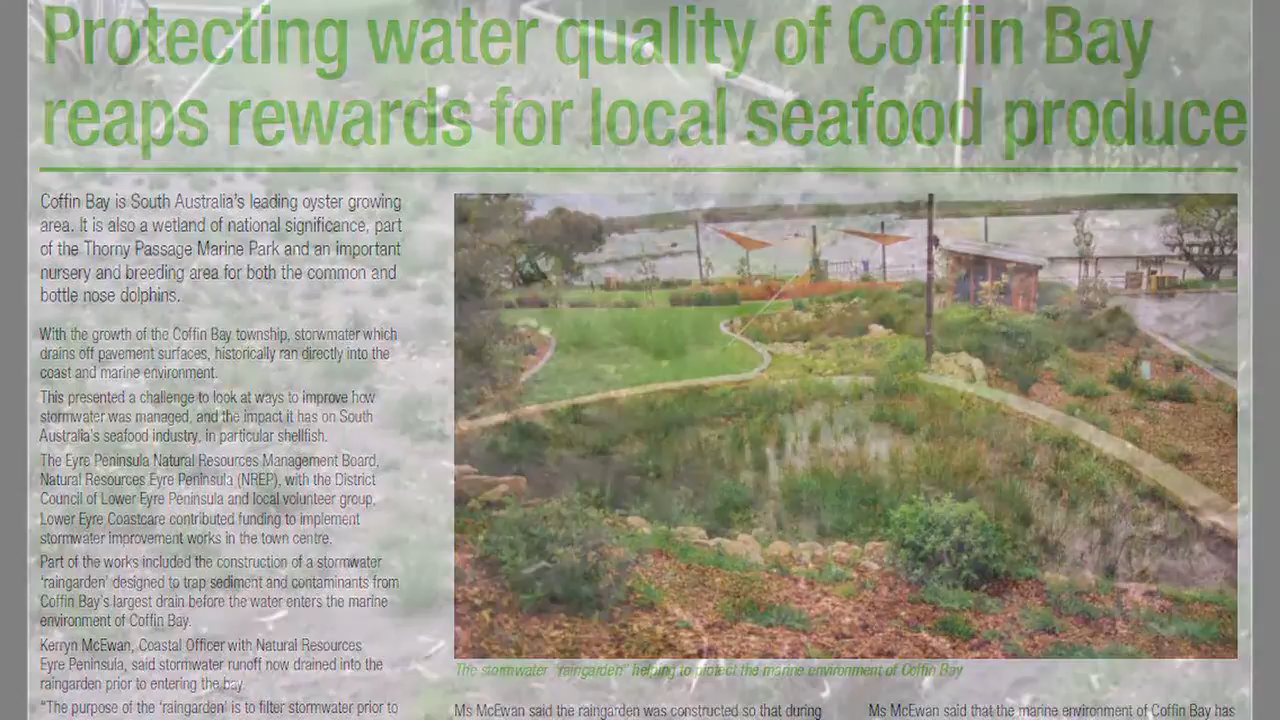 Protecting water quality of Coffin Bay
reaps rewards for local seafood produce
Coffin Bay is South Australia's leading oyster growing
area. It is also a wetland of national significance, part
of the Thorny Passage Marine Park and an important
nursery and breeding area for both the common and
bottle nose dolphins.
With the growth of the Coffin Bay township, stormwater which
drains off pavement surfaces, historically ran directly into the
coast and marine environment.
This presented a challenge to look at ways to improve how
stormwater was managed, and the impact it has on South
Australia's seafood industry, in particular shellfish.
The Eyre Peninsula Natural Resources Management Board,
Natural Resources Eyre Peninsula (NREP), with the District
Council of Lower Eyre Peninsula and local volunteer group,
Lower Eyre Coastcare contributed funding to implement
stormwater improvement works in the town centre.
Part of the works included the construction of a stormwater
'raingarden' designed to trap sediment and contaminants from
Coffin Bay's largest drain before the water enters the marine
environment of Coffin Bay.
Kerryn McEwan, Coastal Officer with Natural Resources
Eyre Peninsula, said stormwater runoff now drained into the
raingarden prior to entering the bay.
"The purpose of the 'raingarden' is to filter stormwater prior to
The stormwater "raingarden" helping to protect the marine environment of Coffin Bay
Ms McEwan said the raingarden was constructed so that during
Ms McEwan said that the marine environment of Coffin Bay has